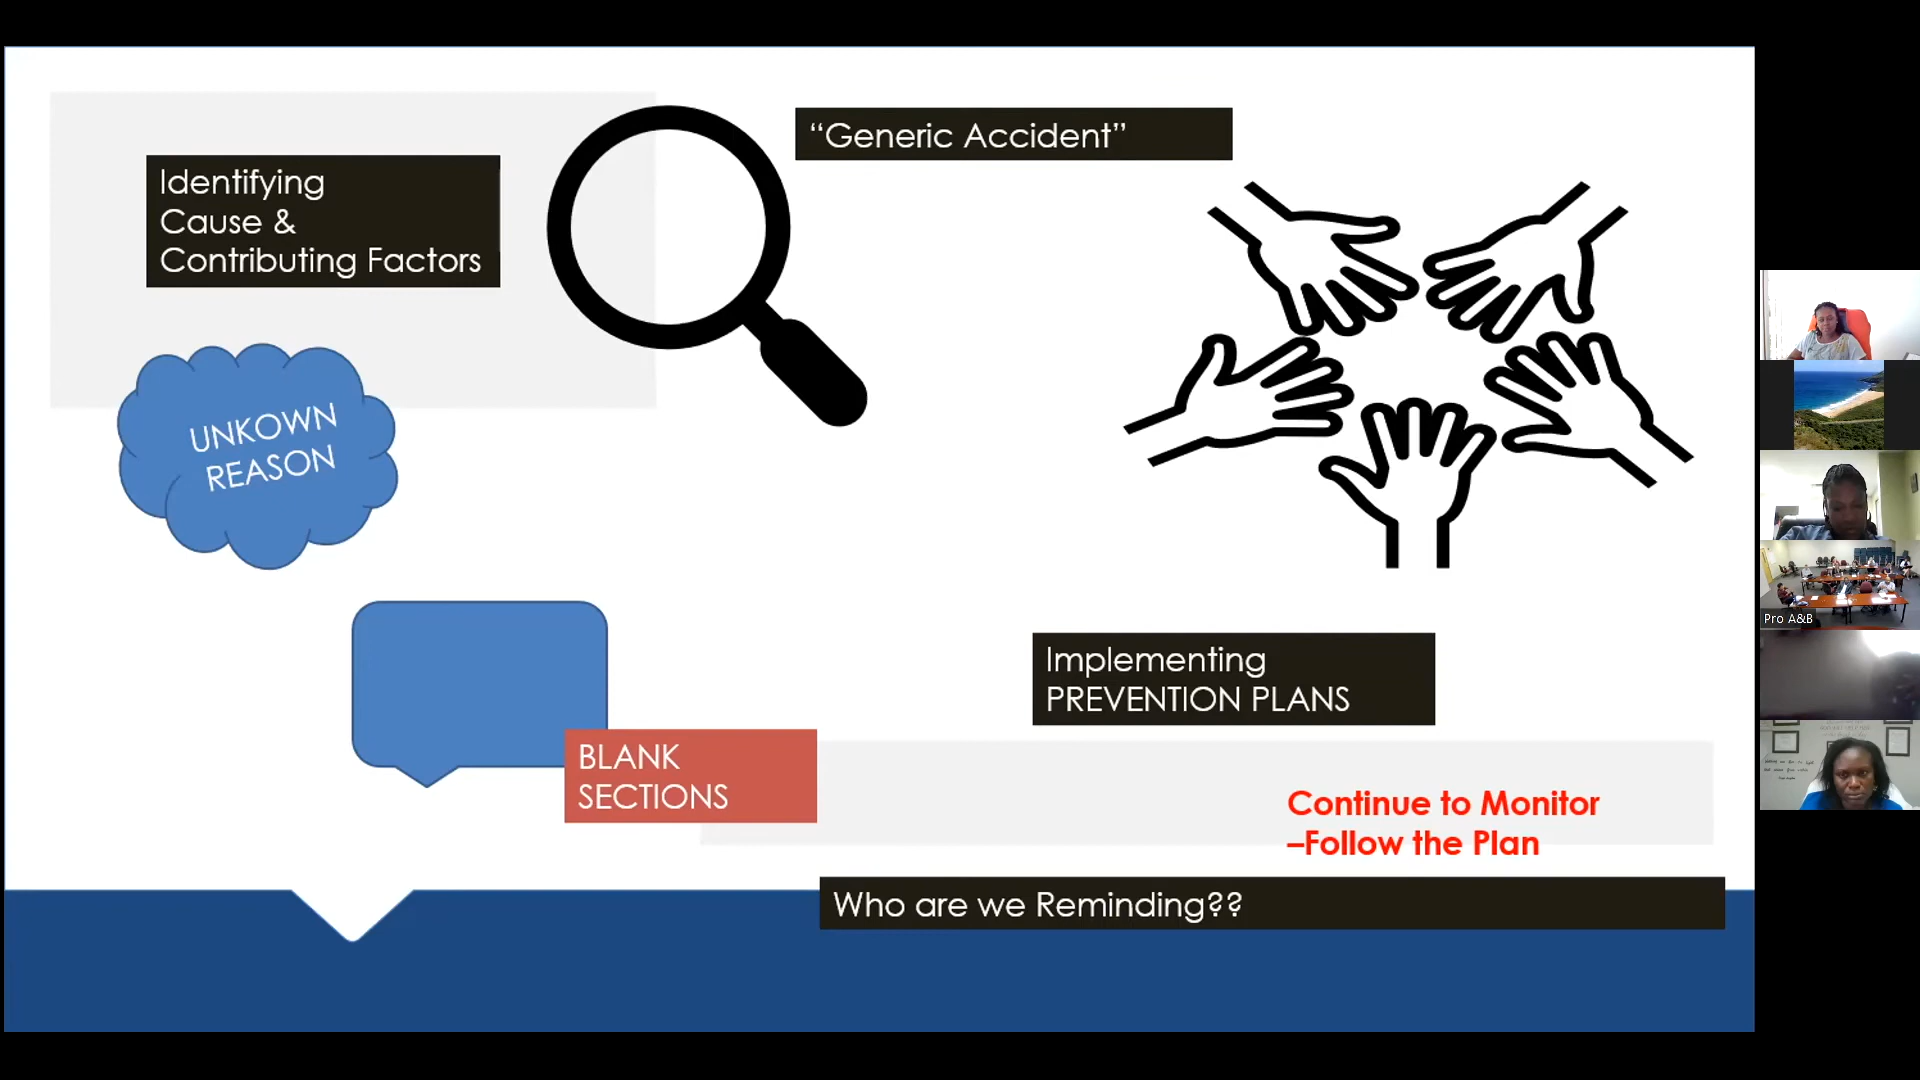 “Generic Accident”
Identifying
Cause &
Contributing Factors
UNKOWN
REASON
Implementing
PREVENTION PLANS
BLANK
SECTIONS
Continue to Monitor
–Follow the Plan
Who are we Reminding??
Pro A&B